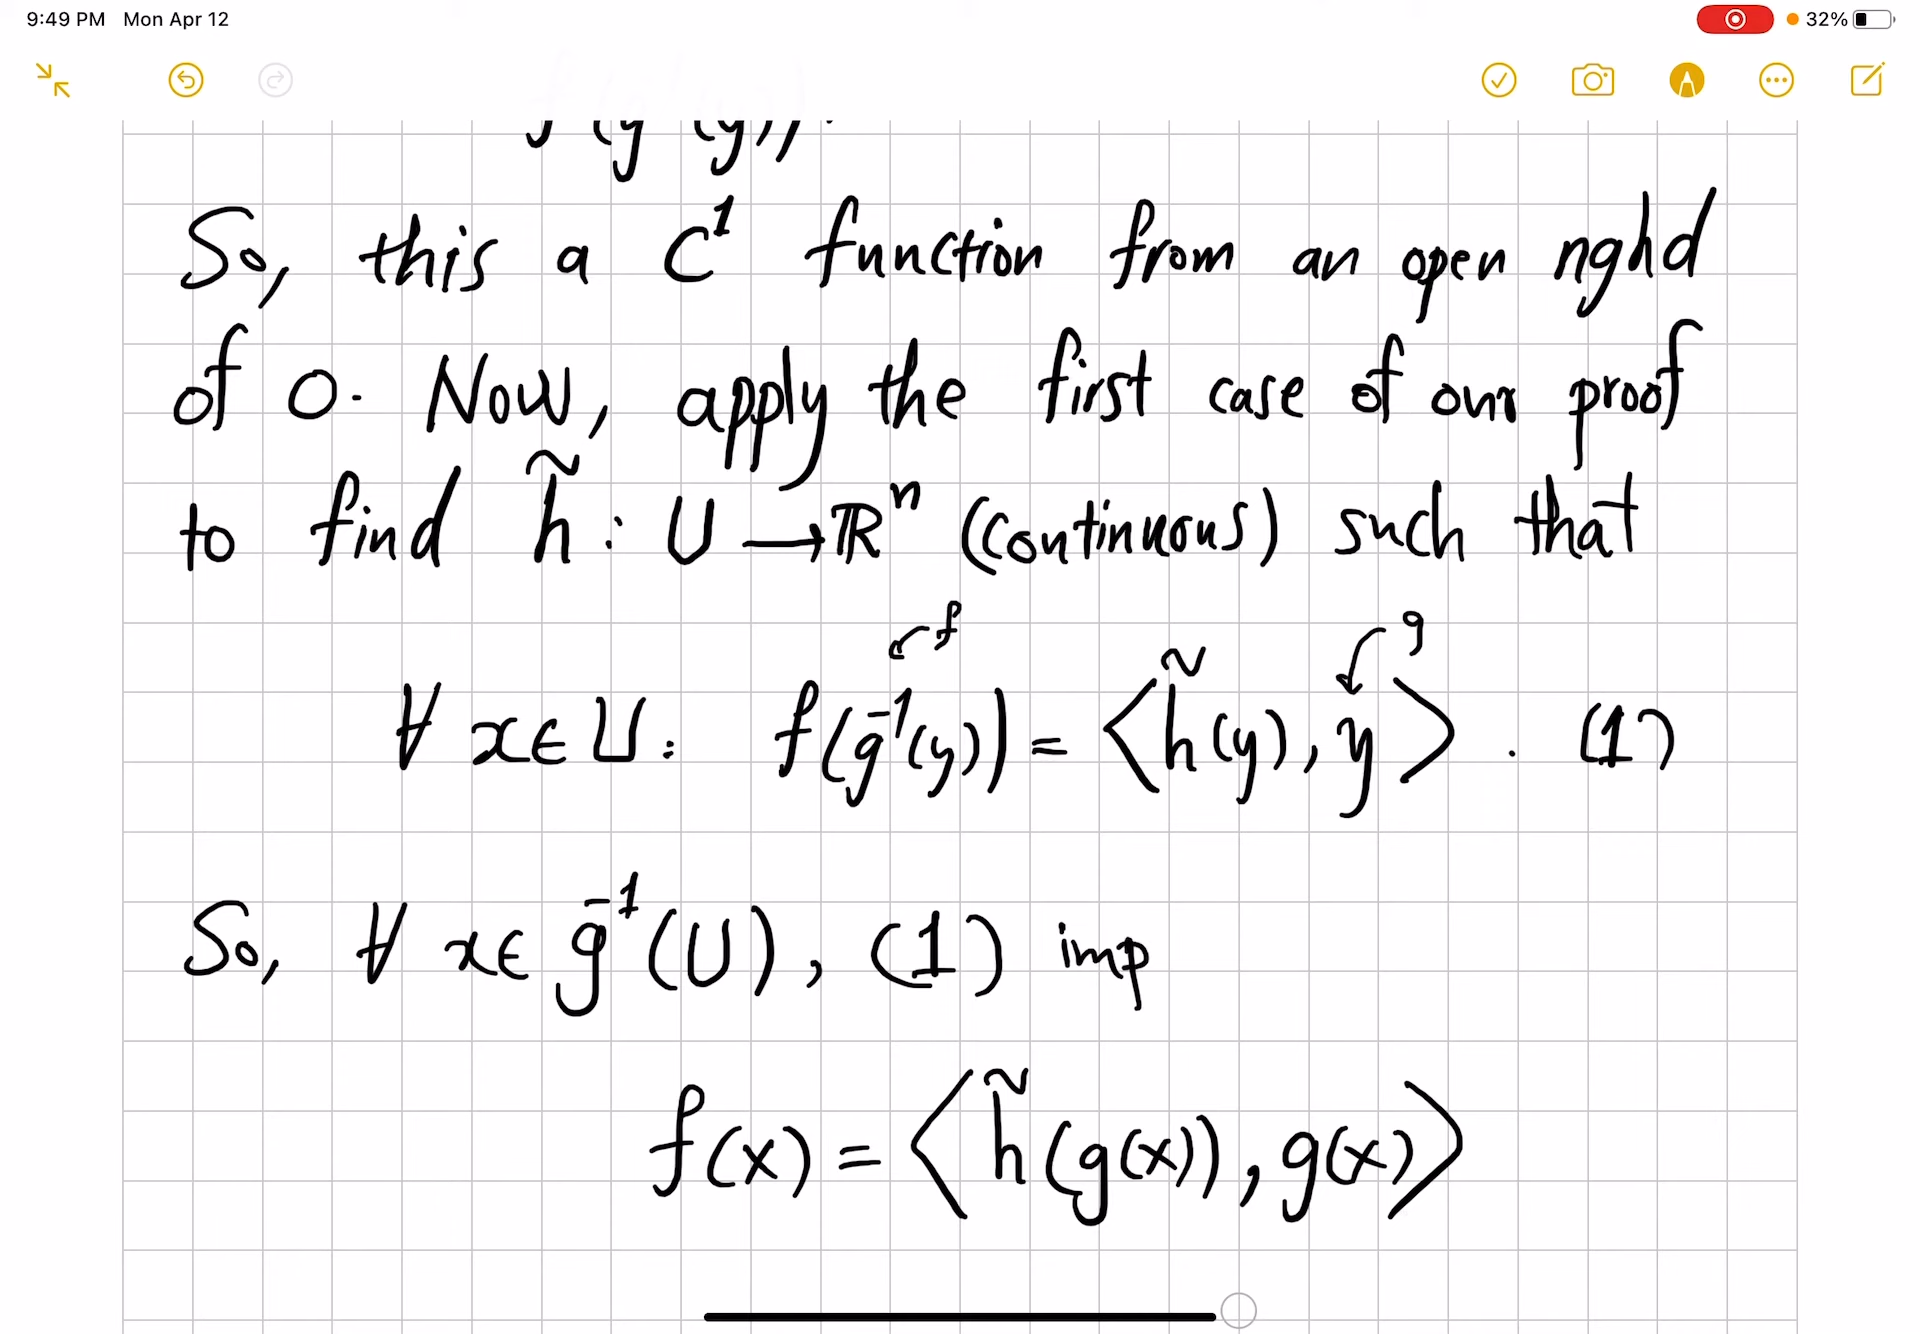 9:49 PM Mon Apr 12 32%
f(g⁻¹(y)).
So, this a C¹ function from an open nghd
of 0. Now, apply the first case of our proof
to find h̃ : U → ℝⁿ (continuous) such that
f g
∀ x ∈ U : f(g⁻¹(y)) = ⟨h̃(y), y⟩ . (1)
So, ∀ x ∈ g⁻¹(U), (1) imp
f(x) = ⟨h̃(g(x)), g(x)⟩